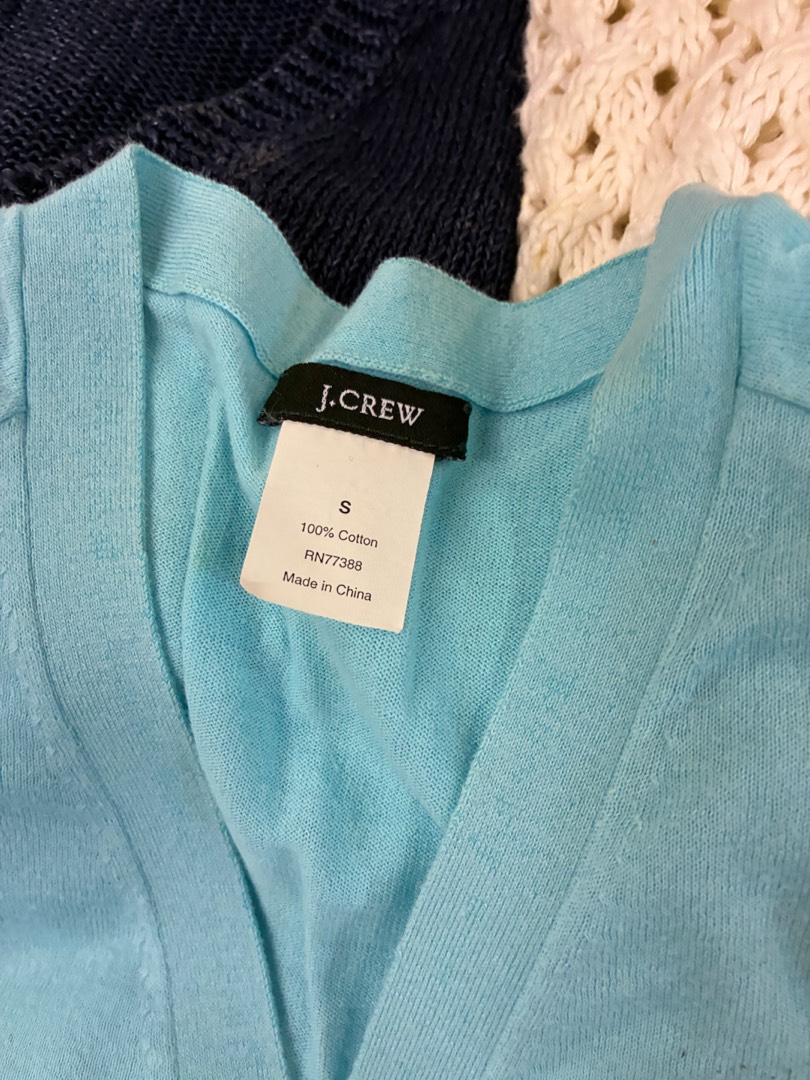 J.CREW
S
100% Cotton
RN77388
Made in China